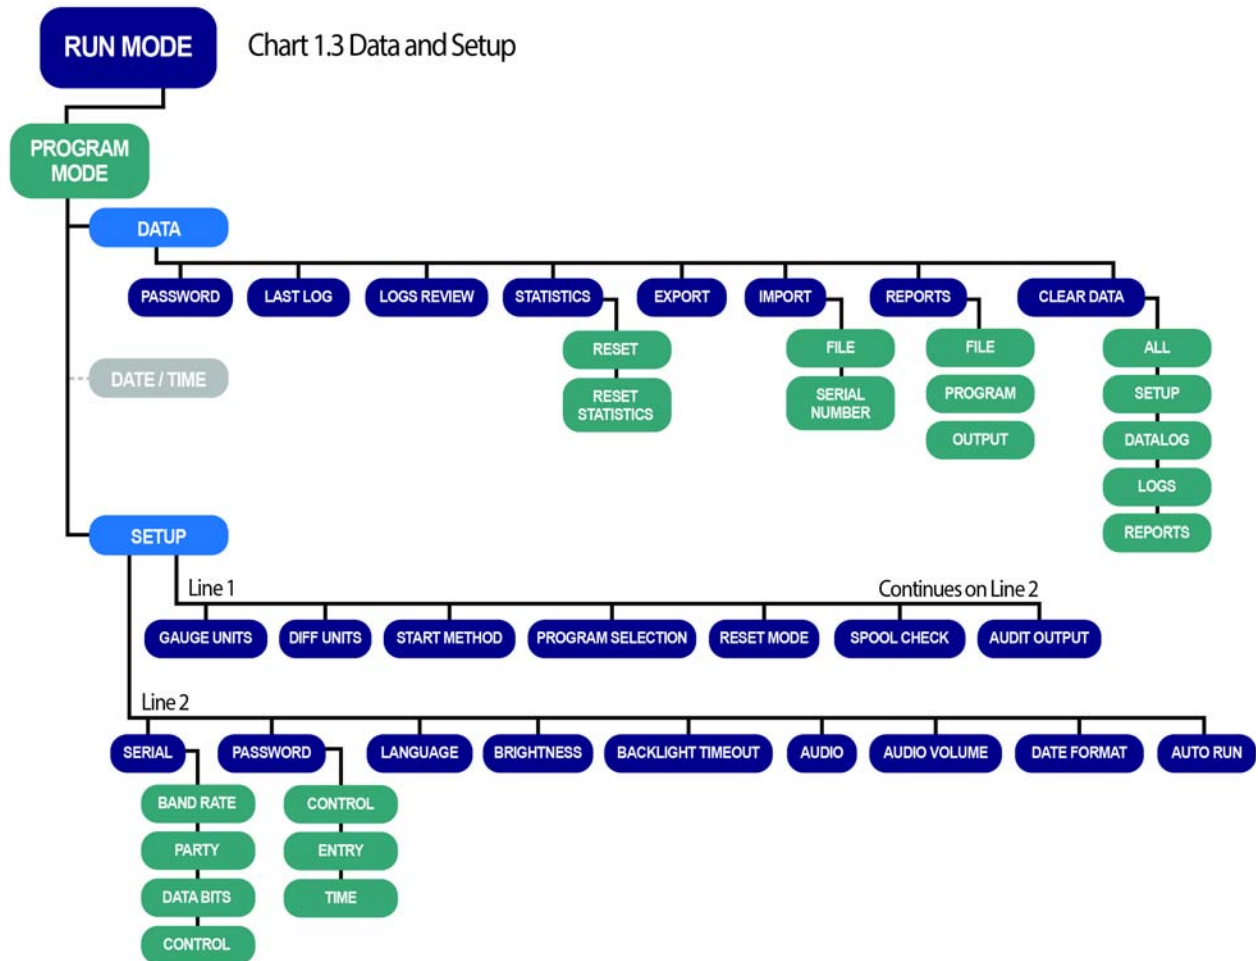 RUN MODE
Chart 1.3 Data and Setup
PROGRAM
MODE
DATA
PASSWORD
LAST LOG
LOGS REVIEW
STATISTICS
EXPORT
IMPORT
REPORTS
CLEAR DATA
RESET
RESET
STATISTICS
FILE
SERIAL
NUMBER
FILE
PROGRAM
OUTPUT
ALL
SETUP
DATALOG
LOGS
REPORTS
DATE / TIME
SETUP
Line 1
Continues on Line 2
GAUGE UNITS
DIFF UNITS
START METHOD
PROGRAM SELECTION
RESET MODE
SPOOL CHECK
AUDIT OUTPUT
Line 2
SERIAL
PASSWORD
LANGUAGE
BRIGHTNESS
BACKLIGHT TIMEOUT
AUDIO
AUDIO VOLUME
DATE FORMAT
AUTO RUN
BAND RATE
PARTY
DATA BITS
CONTROL
CONTROL
ENTRY
TIME